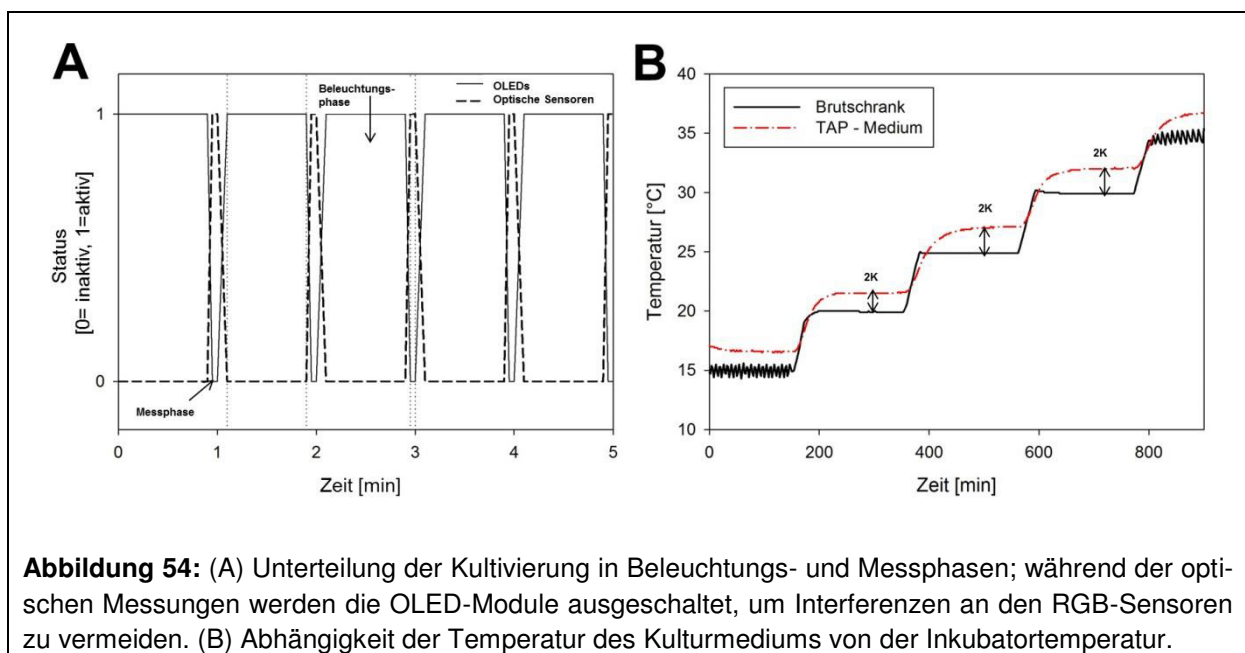 A
Status
[0= inaktiv, 1=aktiv]
1
0
Beleuchtungs-
phase
OLEDs
Optische Sensoren
Messphase
0 1 2 3 4 5
Zeit [min]
B
Temperatur [°C]
40
35
30
25
20
15
10
Brutschrank
TAP - Medium
2K
2K
2K
0 200 400 600 800
Zeit [min]
Abbildung 54: (A) Unterteilung der Kultivierung in Beleuchtungs- und Messphasen; während der opti-
schen Messungen werden die OLED-Module ausgeschaltet, um Interferenzen an den RGB-Sensoren
zu vermeiden. (B) Abhängigkeit der Temperatur des Kulturmediums von der Inkubatortemperatur.